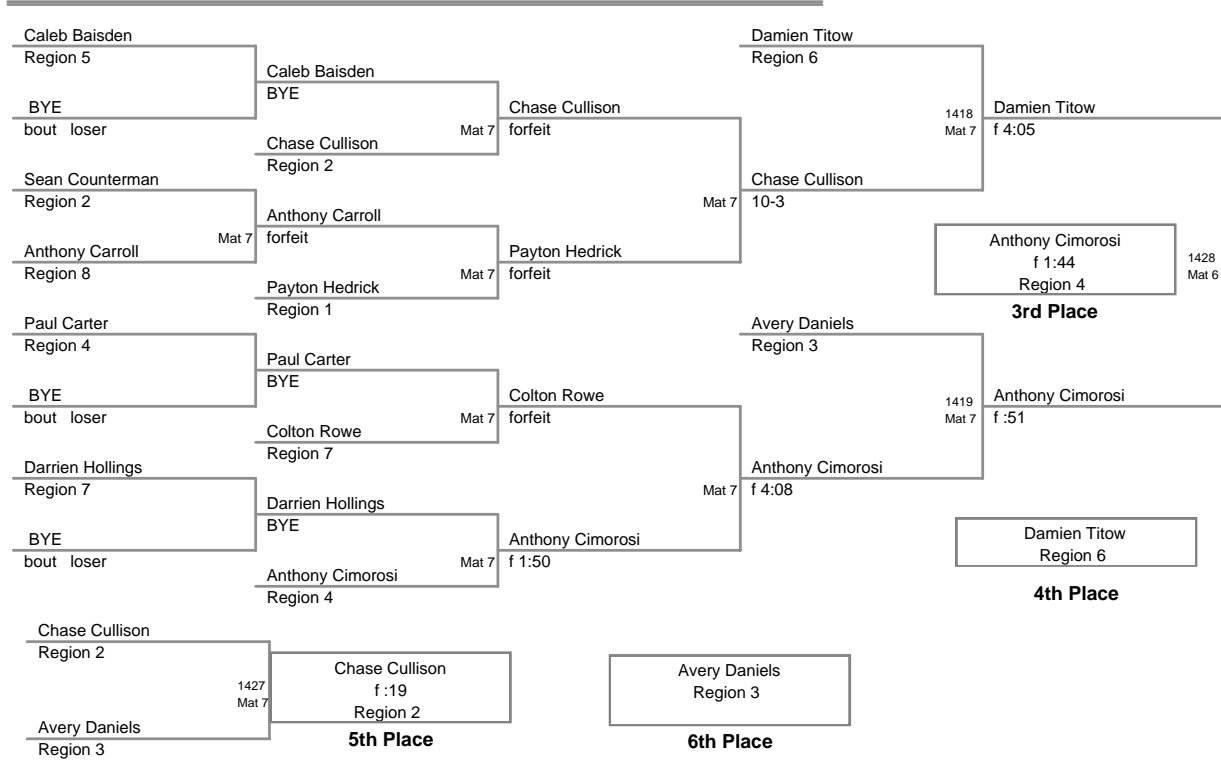 Caleb Baisden
Region 5
BYE
bout loser
Sean Counterman
Region 2
Mat 7
Anthony Carroll
Region 8
Paul Carter
Region 4
BYE
bout loser
Darrien Hollings
Region 7
BYE
bout loser
Caleb Baisden
BYE
Mat 7
Chase Cullison
Region 2
Anthony Carroll
forfeit
Mat 7
Payton Hedrick
Region 1
Paul Carter
BYE
Mat 7
Colton Rowe
Region 7
Darrien Hollings
BYE
Mat 7
Anthony Cimorosi
Region 4
Chase Cullison
forfeit
Mat 7
Payton Hedrick
forfeit
Colton Rowe
forfeit
Mat 7
Anthony Cimorosi
f 1:50
Damien Titow
Region 6
1418
Mat 7
Chase Cullison
10-3
Avery Daniels
Region 3
1419
Mat 7
Anthony Cimorosi
f 4:08
Damien Titow
f 4:05
Anthony Cimorosi
f 1:44
Region 4
1428
Mat 6
3rd Place
Anthony Cimorosi
f :51
Damien Titow
Region 6
4th Place
Chase Cullison
Region 2
1427
Mat 7
Avery Daniels
Region 3
Chase Cullison
f :19
Region 2
5th Place
Avery Daniels
Region 3
6th Place